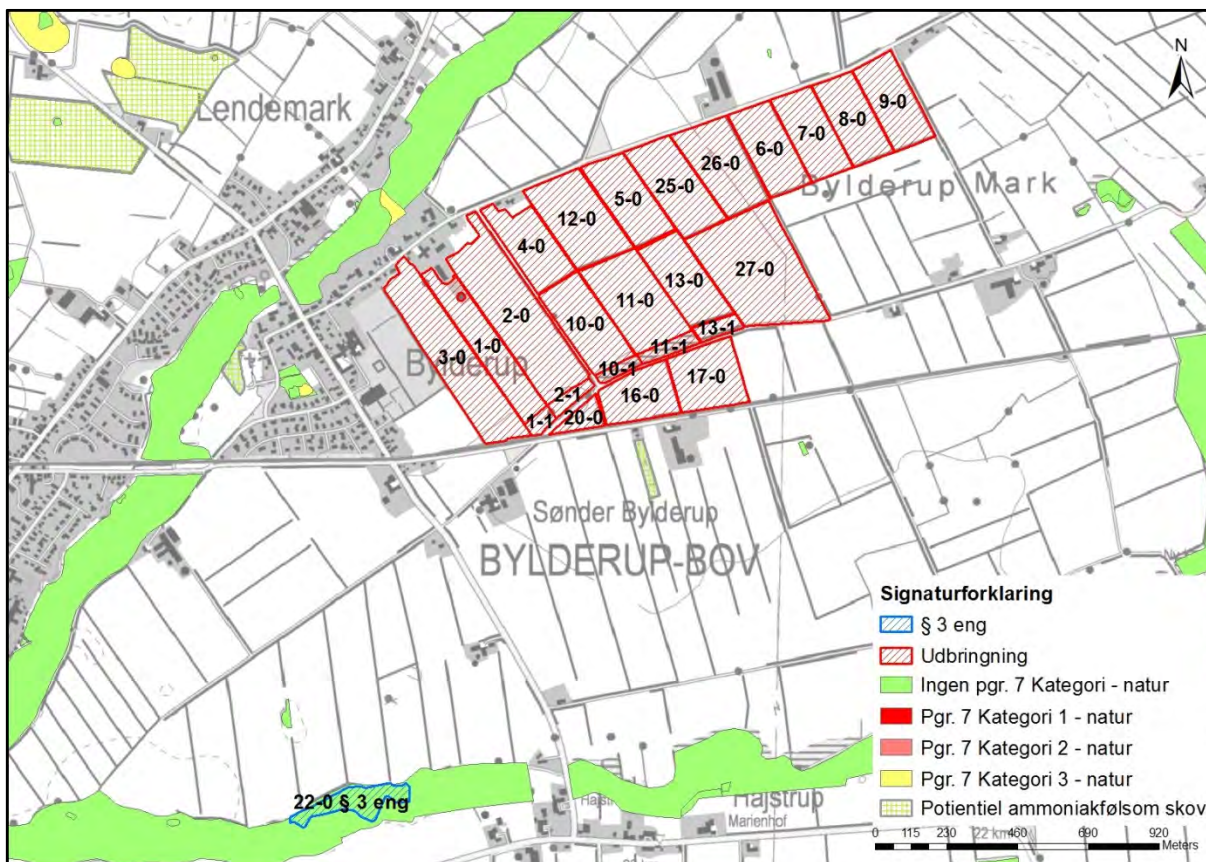 N
Lendemark
9-0
8-0
7-0
6-0
26-0
25-0
5-0
12-0
4-0
Bylderup Mark
27-0
13-0
11-0
10-0
2-0
1-0
3-0
Bylderup
13-1
11-1
10-1
2-1
1-1
20-0
16-0
17-0
Sønder Bylderup
BYLDERUP-BOV
22-0 § 3 eng
Hajstrup
Marienhof
Signaturforklaring
§ 3 eng
Udbringning
Ingen pgr. 7 Kategori - natur
Pgr. 7 Kategori 1 - natur
Pgr. 7 Kategori 2 - natur
Pgr. 7 Kategori 3 - natur
Potientiel ammoniakfølsom skov
0 115 230 460 690 920
Meters